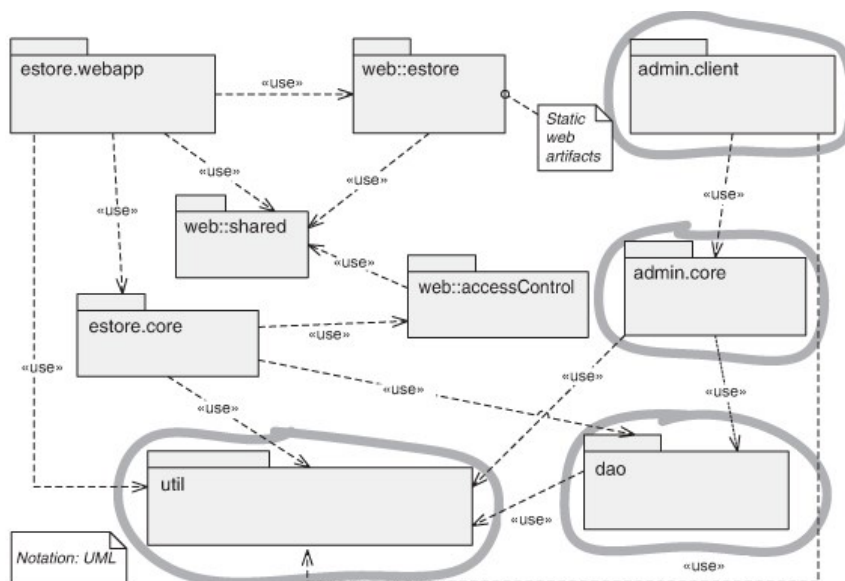 estore.webapp
web::estore
admin.client
«use»
Static
web
artifacts
«use»
«use»
«use»
«use»
web::shared
«use»
web::accessControl
admin.core
estore.core
«use»
«use»
«use»
«use»
«use»
«use»
util
dao
«use»
Notation: UML
«use»